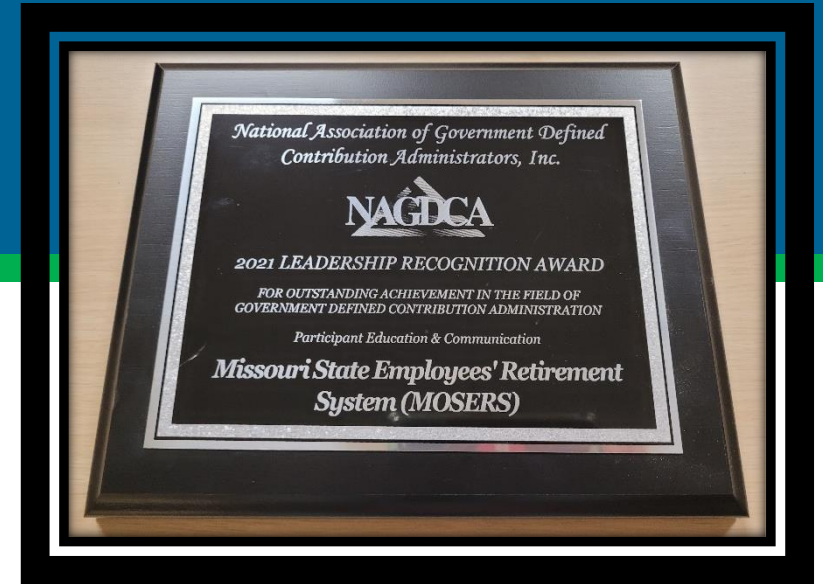 National Association of Government Defined
Contribution Administrators, Inc.
NAGDCA
2021 LEADERSHIP RECOGNITION AWARD
FOR OUTSTANDING ACHIEVEMENT IN THE FIELD OF
GOVERNMENT DEFINED CONTRIBUTION ADMINISTRATION
Participant Education & Communication
Missouri State Employees' Retirement
System (MOSERS)